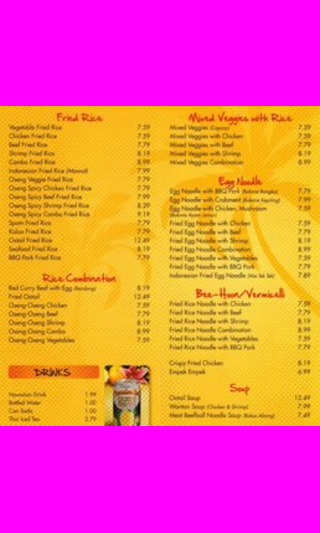 Fried Rice
Vegetable Fried Rice 7.59
Chicken Fried Rice 7.59
Beef Fried Rice 7.79
Shrimp Fried Rice 8.19
Combo Fried Rice 8.99
Indonesian Fried Rice 7.99
Oseng Veggie Fried Rice 7.79
Oseng Spicy Chicken Fried Rice 7.79
Oseng Spicy Beef Fried Rice 7.99
Oseng Spicy Shrimp Fried Rice 8.29
Oseng Spicy Combo Fried Rice 9.19
Spam Fried Rice 7.79
Kalua Fried Rice 7.79
Oxtail Fried Rice 12.49
Seafood Fried Rice 8.19
BBQ Pork Fried Rice 7.79
Rice Combination
Red Curry Beef with Egg (Rendang) 8.19
Fried Oxtail 12.49
Oseng-Oseng Chicken 7.59
Oseng-Oseng Beef 7.79
Oseng-Oseng Shrimp 8.19
Oseng-Oseng Combo 8.99
Oseng-Oseng Vegetables 7.59
DRINKS
Hawaiian Drink 1.99
Bottled Water 1.00
Can Soda 1.00
Thai Iced Tea 2.79
Mixed Veggies with Rice
Mixed Veggies (Capcay) 7.59
Mixed Veggies with Chicken 7.59
Mixed Veggies with Beef 7.79
Mixed Veggies with Shrimp 8.19
Mixed Veggies Combination 8.99
Egg Noodle
Egg Noodle with BBQ Pork (Bakmie Bangka) 7.79
Egg Noodle with Crabmeat (Bakmie Kepiting) 7.99
Egg Noodle with Chicken, Mushroom 7.59
(Bakmie Ayam Jamur)
Fried Egg Noodle with Chicken 7.59
Fried Egg Noodle with Beef 7.79
Fried Egg Noodle with Shrimp 8.19
Fried Egg Noodle Combination 8.99
Fried Egg Noodle with Vegetables 7.59
Fried Egg Noodle with BBQ Pork 7.79
Indonesian Fried Egg Noodle 7.89
Bee-Hoon/Vermicelli
Fried Rice Noodle with Chicken 7.59
Fried Rice Noodle with Beef 7.79
Fried Rice Noodle with Shrimp 8.19
Fried Rice Noodle Combination 8.99
Fried Rice Noodle with Vegetables 7.59
Fried Rice Noodle with BBQ Pork 7.79
Crispy Fried Chicken 8.19
Empek Empek 6.99
Soup
Oxtail Soup 12.49
Wonton Soup (Chicken & Shrimp) 7.99
Meat Beefball Noodle Soup 7.49